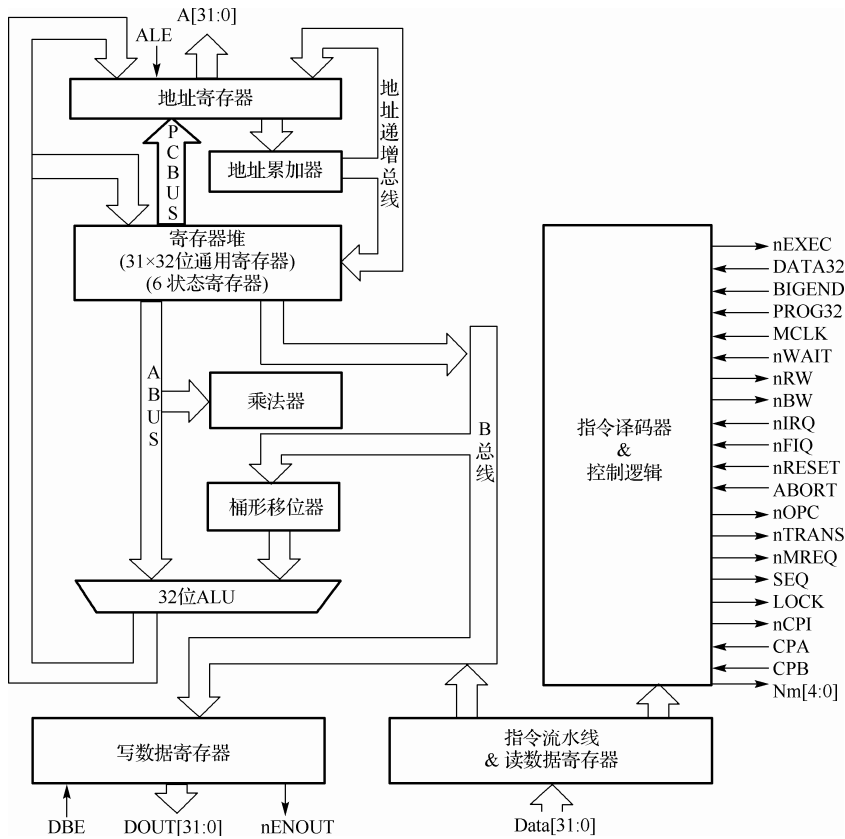 A[31:0]
ALE
地址寄存器
PCBUS
地址递增总线
地址累加器
寄存器堆
(31×32位通用寄存器)
(6 状态寄存器)
ABUS
乘法器
B总线
桶形移位器
32位ALU
指令译码器
&
控制逻辑
nEXEC
DATA32
BIGEND
PROG32
MCLK
nWAIT
nRW
nBW
nIRQ
nFIQ
nRESET
ABORT
nOPC
nTRANS
nMREQ
SEQ
LOCK
nCPI
CPA
CPB
Nm[4:0]
写数据寄存器
指令流水线
& 读数据寄存器
DBE
DOUT[31:0]
nENOUT
Data[31:0]